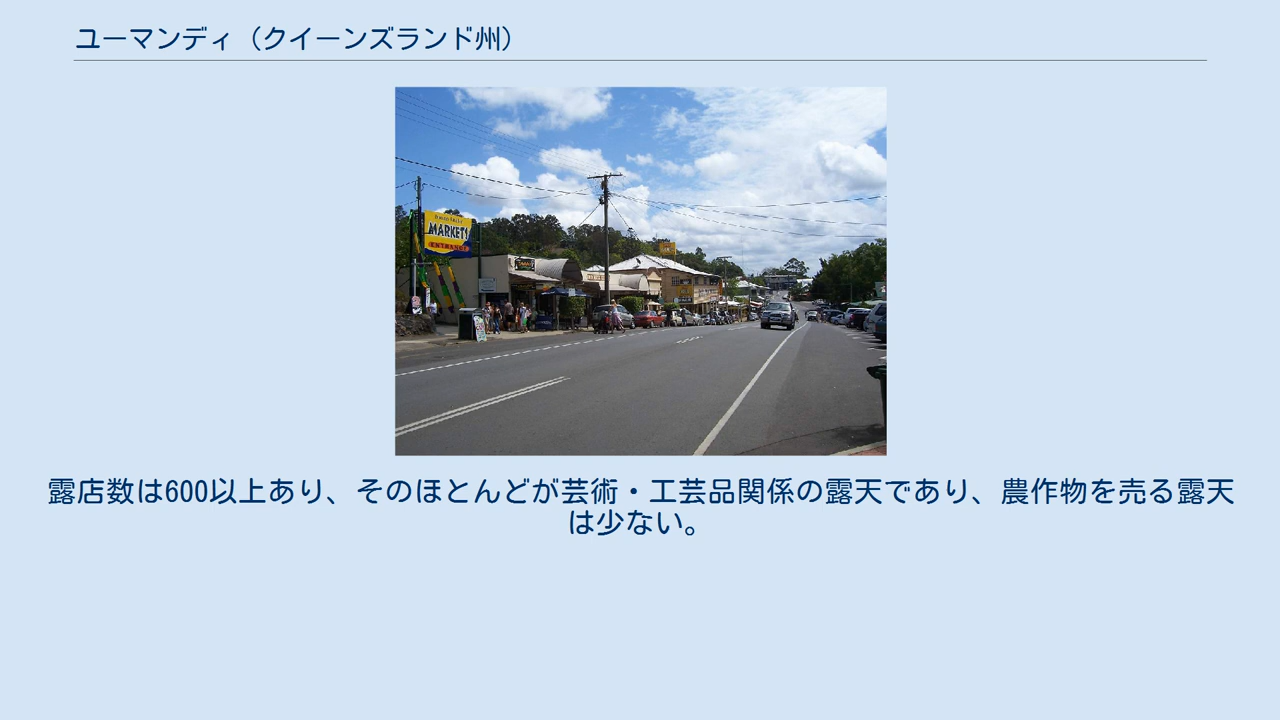 ユーマンディ（クイーンズランド州）
MARKETS
ENTRANCE
露店数は600以上あり、そのほとんどが芸術・工芸品関係の露天であり、農作物を売る露天
は少ない。